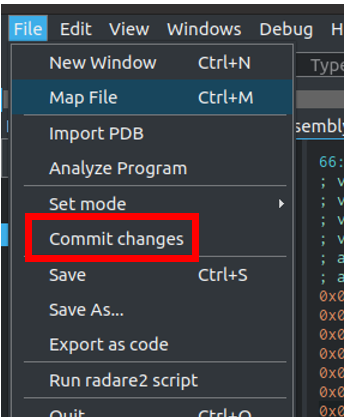 File Edit View Windows Debug H
New Window Ctrl+N
Type
Map File Ctrl+M
Import PDB
sembl
Analyze Program
66:
Set mode
; v
; v
; v
Commit changes
; v
; a
Save Ctrl+S
; a
0x0
Save As...
0x0
0x0
Export as code
0x0
0x0
Run radare2 script
0x0
Quit Ctrl+Q
0x0